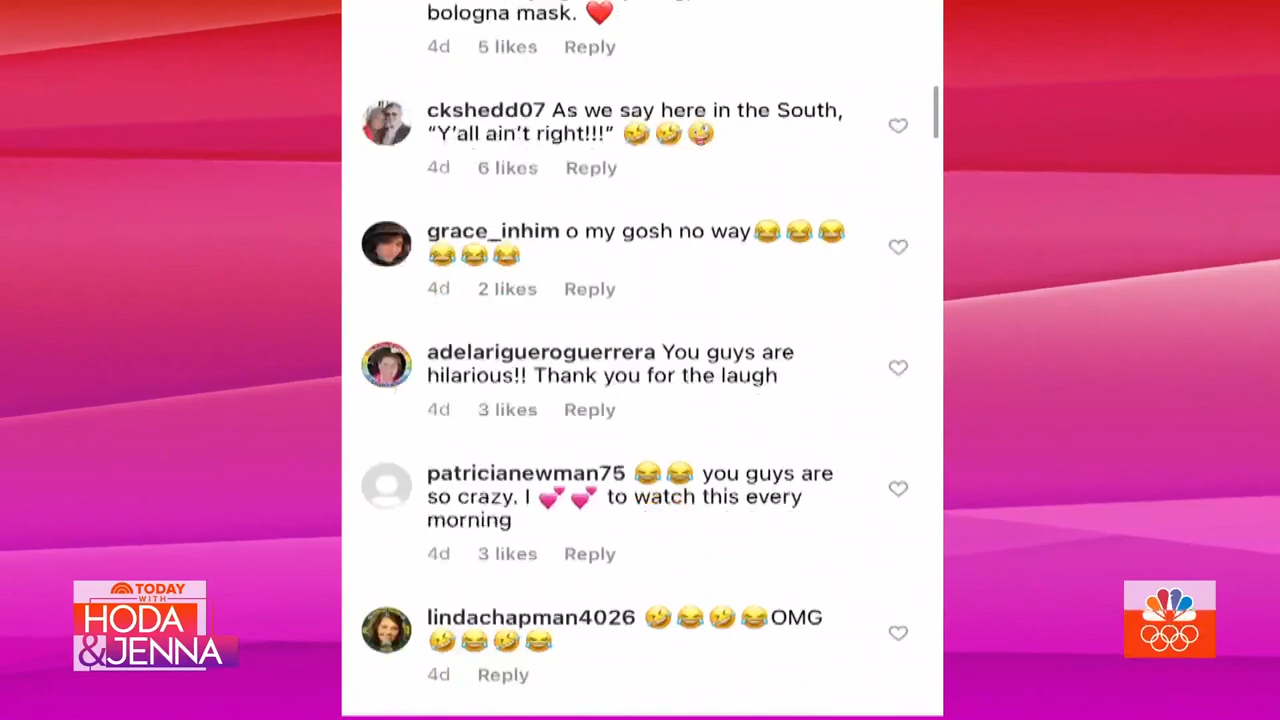 bologna mask. ❤️
4d 5 likes Reply
ckshedd07 As we say here in the South,
“Y’all ain’t right!!!” 🤣🤣🤪
4d 6 likes Reply
grace_inhim o my gosh no way😂😂😂
😂😂😂
4d 2 likes Reply
adelarigueroguerrera You guys are
hilarious!! Thank you for the laugh
4d 3 likes Reply
patricianewman75 😂😂 you guys are
so crazy. I 💕💕 to watch this every
morning
4d 3 likes Reply
lindachapman4026 🤣😂🤣😂OMG
🤣😂🤣😂
4d Reply
TODAY
WITH
HODA
&JENNA